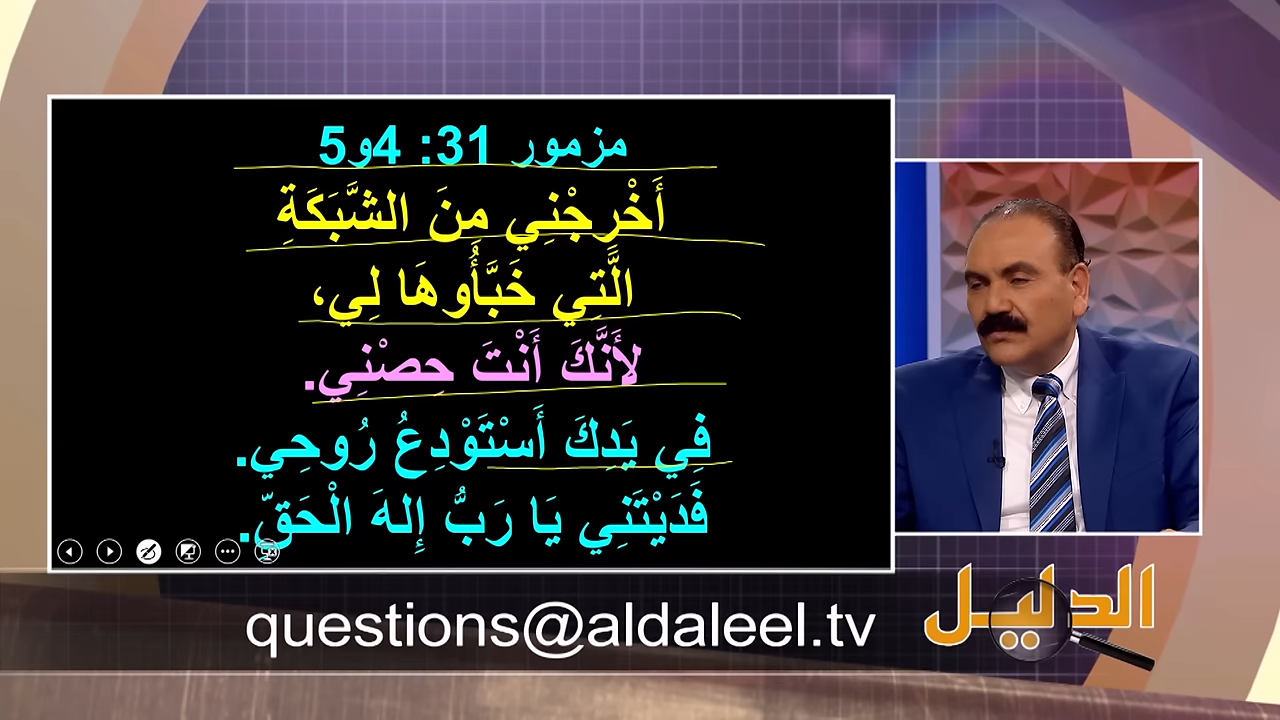 مزمور 31: 4و5
أَخْرِجْنِي مِنَ الشَّبَكَةِ
الَّتِي خَبَّأُوهَا لِي،
لأَنَّكَ أَنْتَ حِصْنِي.
فِي يَدِكَ أَسْتَوْدِعُ رُوحِي.
فَدَيْتَنِي يَا رَبُّ إِلهَ الْحَقِّ.
questions@aldaleel.tv
الدليل